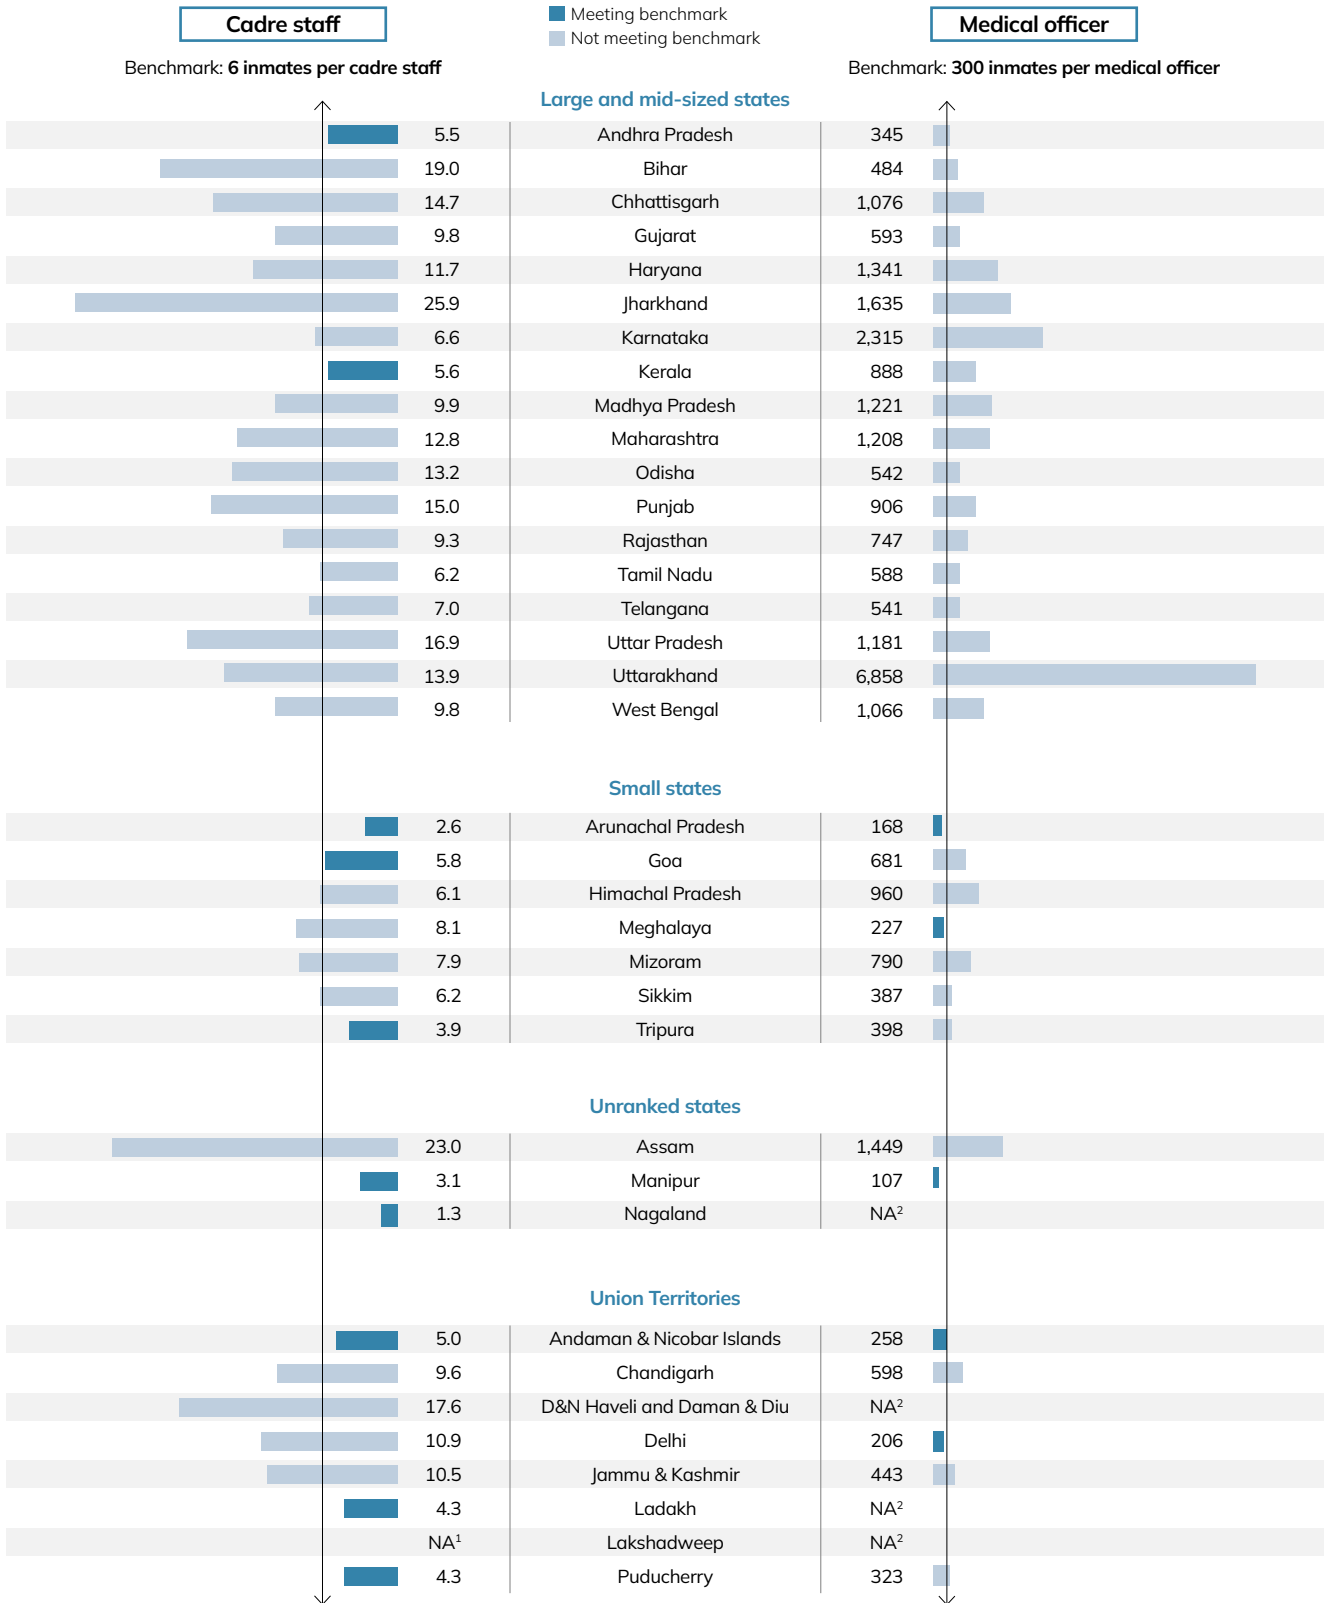 Cadre staff
Meeting benchmark
Not meeting benchmark
Medical officer
Benchmark: 6 inmates per cadre staff
Benchmark: 300 inmates per medical officer
Large and mid-sized states
5.5 Andhra Pradesh 345
19.0 Bihar 484
14.7 Chhattisgarh 1,076
9.8 Gujarat 593
11.7 Haryana 1,341
25.9 Jharkhand 1,635
6.6 Karnataka 2,315
5.6 Kerala 888
9.9 Madhya Pradesh 1,221
12.8 Maharashtra 1,208
13.2 Odisha 542
15.0 Punjab 906
9.3 Rajasthan 747
6.2 Tamil Nadu 588
7.0 Telangana 541
16.9 Uttar Pradesh 1,181
13.9 Uttarakhand 6,858
9.8 West Bengal 1,066
Small states
2.6 Arunachal Pradesh 168
5.8 Goa 681
6.1 Himachal Pradesh 960
8.1 Meghalaya 227
7.9 Mizoram 790
6.2 Sikkim 387
3.9 Tripura 398
Unranked states
23.0 Assam 1,449
3.1 Manipur 107
1.3 Nagaland NA²
Union Territories
5.0 Andaman & Nicobar Islands 258
9.6 Chandigarh 598
17.6 D&N Haveli and Daman & Diu NA²
10.9 Delhi 206
10.5 Jammu & Kashmir 443
4.3 Ladakh NA²
NA¹ Lakshadweep NA²
4.3 Puducherry 323